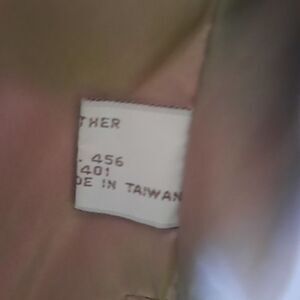 THER
. 456
401
DE IN TAIWAN